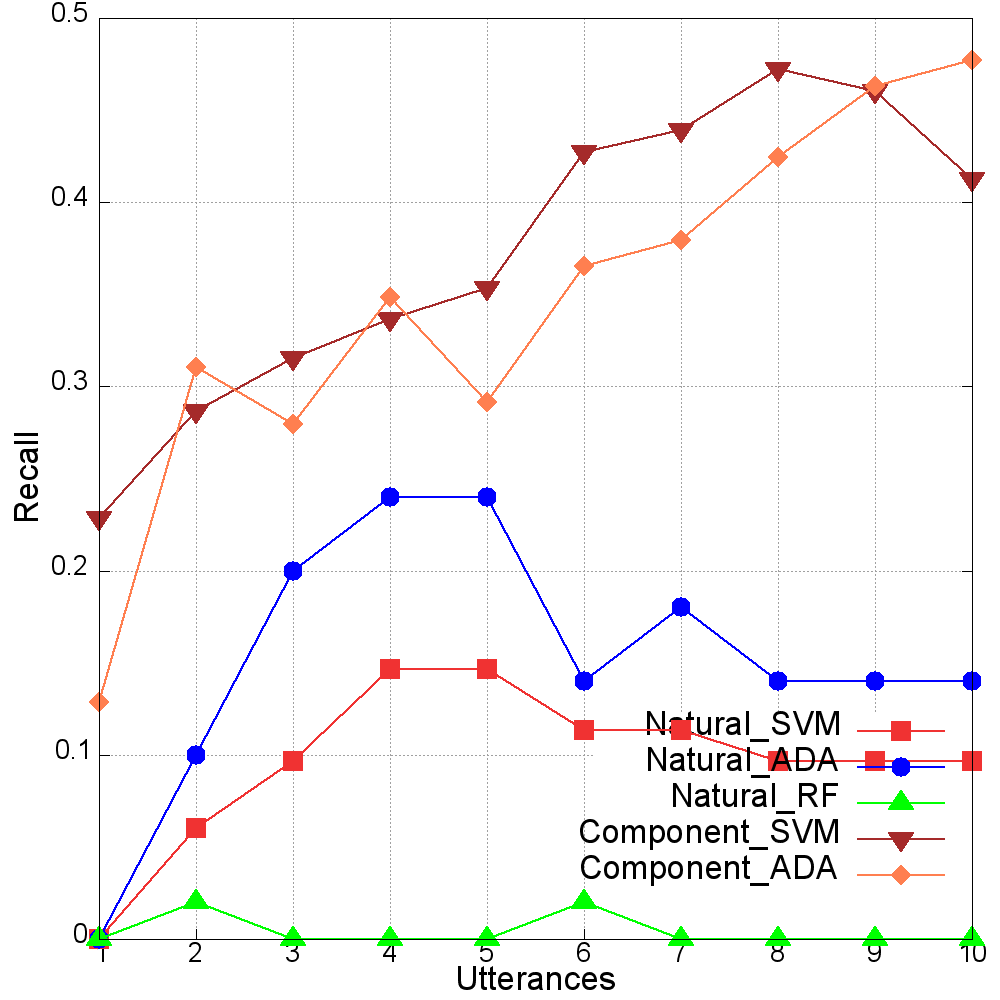 0.5
0.4
0.3
0.2
0.1
0
Recall
Natural_SVM
Natural_ADA
Natural_RF
Component_SVM
Component_ADA
1 2 3 4 5 6 7 8 9 10
Utterances